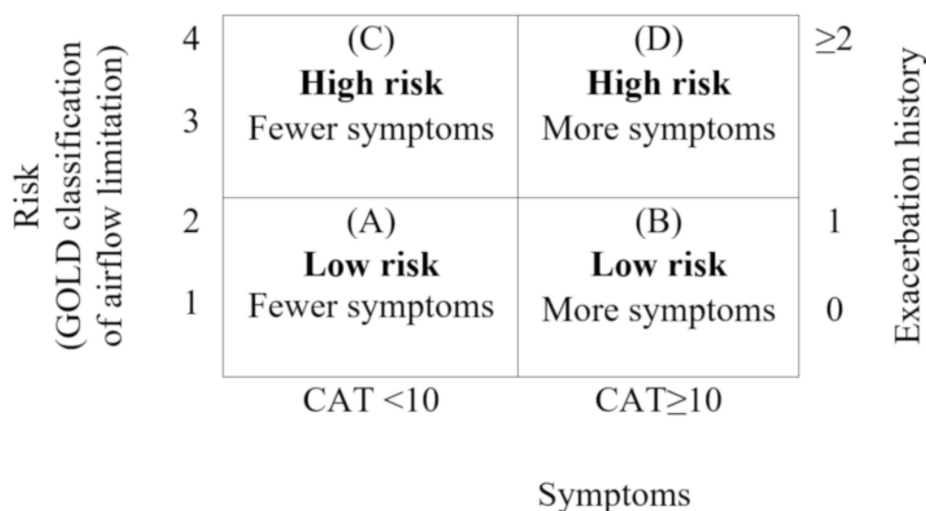 Risk
(GOLD classification
of airflow limitation)
4
3
2
1
(C)
High risk
Fewer symptoms
(D)
High risk
More symptoms
(A)
Low risk
Fewer symptoms
(B)
Low risk
More symptoms
≥2
1
0
Exacerbation history
CAT <10
CAT≥10
Symptoms